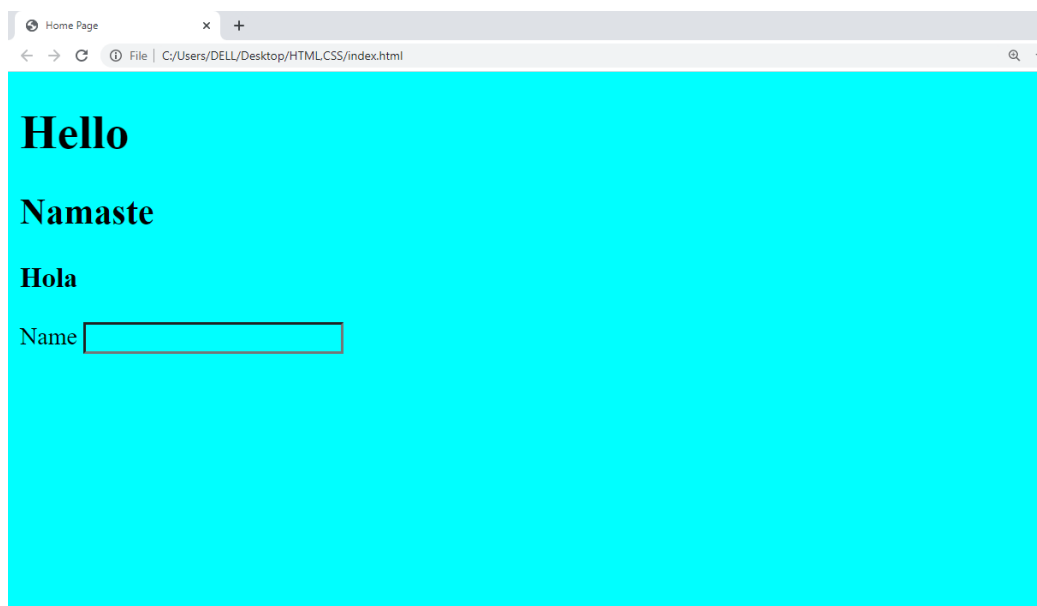 Home Page
File | C:/Users/DELL/Desktop/HTML,CSS/index.html
Hello
Namaste
Hola
Name